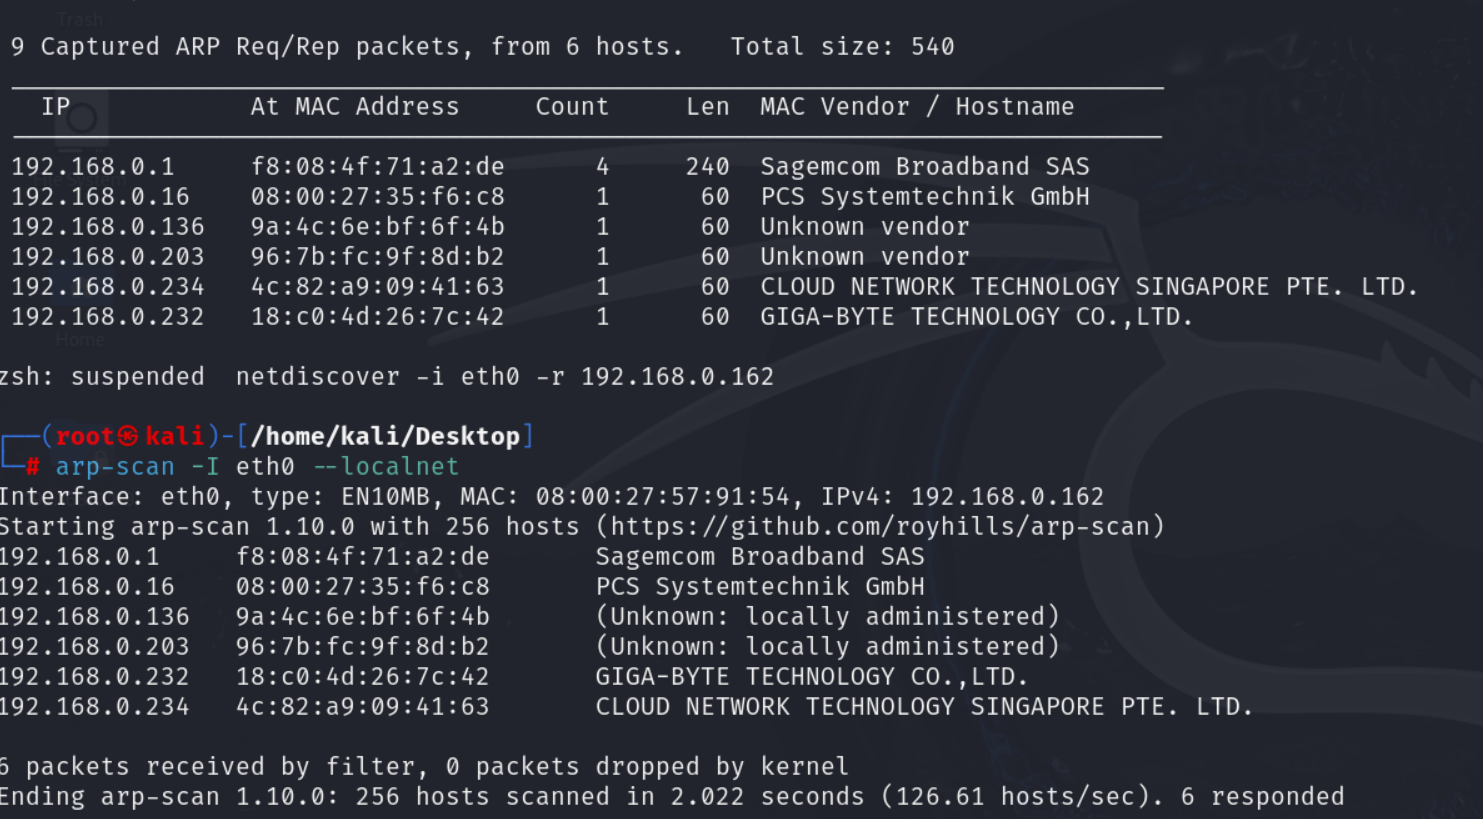 Trash
9 Captured ARP Req/Rep packets, from 6 hosts.   Total size: 540
IP            At MAC Address     Count     Len  MAC Vendor / Hostname
192.168.0.1     f8:08:4f:71:a2:de      4     240  Sagemcom Broadband SAS
192.168.0.16    08:00:27:35:f6:c8      1      60  PCS Systemtechnik GmbH
192.168.0.136   9a:4c:6e:bf:6f:4b      1      60  Unknown vendor
192.168.0.203   96:7b:fc:9f:8d:b2      1      60  Unknown vendor
192.168.0.234   4c:82:a9:09:41:63      1      60  CLOUD NETWORK TECHNOLOGY SINGAPORE PTE. LTD.
192.168.0.232   18:c0:4d:26:7c:42      1      60  GIGA-BYTE TECHNOLOGY CO.,LTD.
Home
zsh: suspended  netdiscover -i eth0 -r 192.168.0.162
┌──(root㉿kali)-[/home/kali/Desktop]
└─# arp-scan -I eth0 --localnet
Interface: eth0, type: EN10MB, MAC: 08:00:27:57:91:54, IPv4: 192.168.0.162
Starting arp-scan 1.10.0 with 256 hosts (https://github.com/royhills/arp-scan)
192.168.0.1     f8:08:4f:71:a2:de       Sagemcom Broadband SAS
192.168.0.16    08:00:27:35:f6:c8       PCS Systemtechnik GmbH
192.168.0.136   9a:4c:6e:bf:6f:4b       (Unknown: locally administered)
192.168.0.203   96:7b:fc:9f:8d:b2       (Unknown: locally administered)
192.168.0.232   18:c0:4d:26:7c:42       GIGA-BYTE TECHNOLOGY CO.,LTD.
192.168.0.234   4c:82:a9:09:41:63       CLOUD NETWORK TECHNOLOGY SINGAPORE PTE. LTD.
6 packets received by filter, 0 packets dropped by kernel
Ending arp-scan 1.10.0: 256 hosts scanned in 2.022 seconds (126.61 hosts/sec). 6 responded